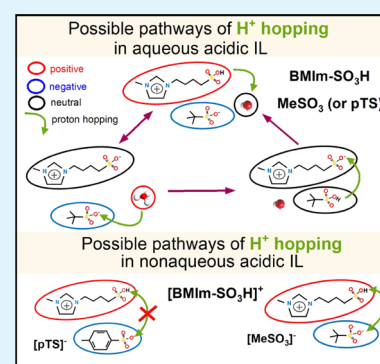 Possible pathways of H+ hopping
in aqueous acidic IL
positive
negative
neutral
proton hopping
BMIm-SO3H
MeSO3 (or pTS)
Possible pathways of H+ hopping
in nonaqueous acidic IL
[BMIm-SO3H]+
[pTS]-
[MeSO3]-